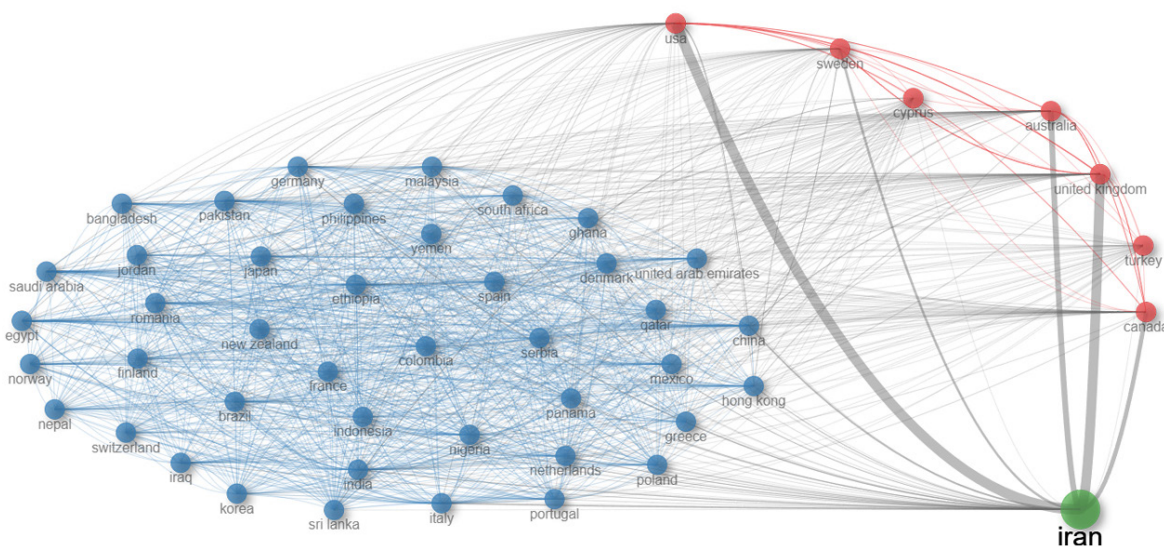 usa
sweden
cyprus
australia
germany
malaysia
united kingdom
bangladesh
pakistan
philippines
south africa
ghana
yemen
turkey
jordan
japan
denmark
united arab emirates
saudi arabia
ethiopia
spain
romania
qatar
canada
egypt
new zealand
colombia
serbia
china
norway
finland
france
mexico
hong kong
nepal
brazil
indonesia
panama
greece
switzerland
nigeria
iraq
india
netherlands
poland
korea
sri lanka
italy
portugal
iran